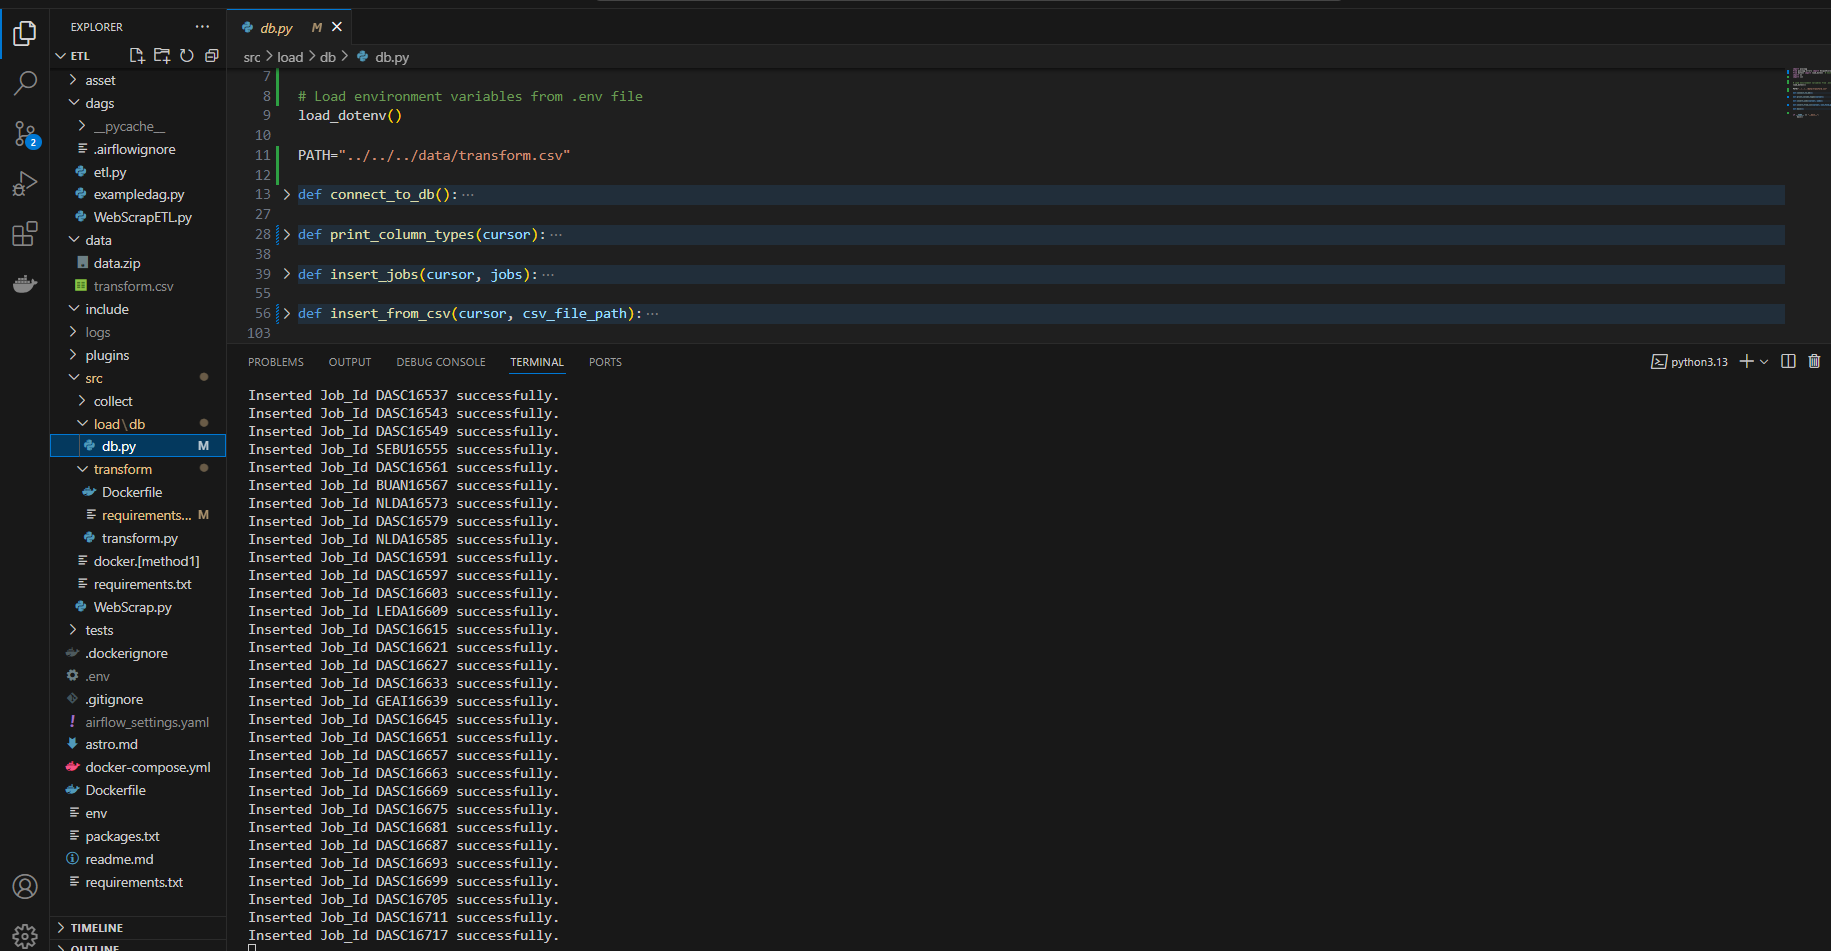 EXPLORER
ETL
asset
dags
__pycache__
.airflowignore
etl.py
exampledag.py
WebScrapETL.py
data
data.zip
transform.csv
include
logs
plugins
src
collect
load\db
db.py M
transform
Dockerfile
requirements... M
transform.py
docker.[method1]
requirements.txt
WebScrap.py
tests
.dockerignore
.env
.gitignore
airflow_settings.yaml
astro.md
docker-compose.yml
Dockerfile
env
packages.txt
readme.md
requirements.txt
TIMELINE
OUTLINE
2
db.py M
src > load > db > db.py
7
8 # Load environment variables from .env file
9 load_dotenv()
10
11 PATH="../../../data/transform.csv"
12
13 def connect_to_db():···
27
28 def print_column_types(cursor):···
38
39 def insert_jobs(cursor, jobs):···
55
56 def insert_from_csv(cursor, csv_file_path):···
103
PROBLEMS OUTPUT DEBUG CONSOLE TERMINAL PORTS
python3.13
Inserted Job_Id DASC16537 successfully.
Inserted Job_Id DASC16543 successfully.
Inserted Job_Id DASC16549 successfully.
Inserted Job_Id SEBU16555 successfully.
Inserted Job_Id DASC16561 successfully.
Inserted Job_Id BUAN16567 successfully.
Inserted Job_Id NLDA16573 successfully.
Inserted Job_Id DASC16579 successfully.
Inserted Job_Id NLDA16585 successfully.
Inserted Job_Id DASC16591 successfully.
Inserted Job_Id DASC16597 successfully.
Inserted Job_Id DASC16603 successfully.
Inserted Job_Id LEDA16609 successfully.
Inserted Job_Id DASC16615 successfully.
Inserted Job_Id DASC16621 successfully.
Inserted Job_Id DASC16627 successfully.
Inserted Job_Id DASC16633 successfully.
Inserted Job_Id GEAI16639 successfully.
Inserted Job_Id DASC16645 successfully.
Inserted Job_Id DASC16651 successfully.
Inserted Job_Id DASC16657 successfully.
Inserted Job_Id DASC16663 successfully.
Inserted Job_Id DASC16669 successfully.
Inserted Job_Id DASC16675 successfully.
Inserted Job_Id DASC16681 successfully.
Inserted Job_Id DASC16687 successfully.
Inserted Job_Id DASC16693 successfully.
Inserted Job_Id DASC16699 successfully.
Inserted Job_Id DASC16705 successfully.
Inserted Job_Id DASC16711 successfully.
Inserted Job_Id DASC16717 successfully.